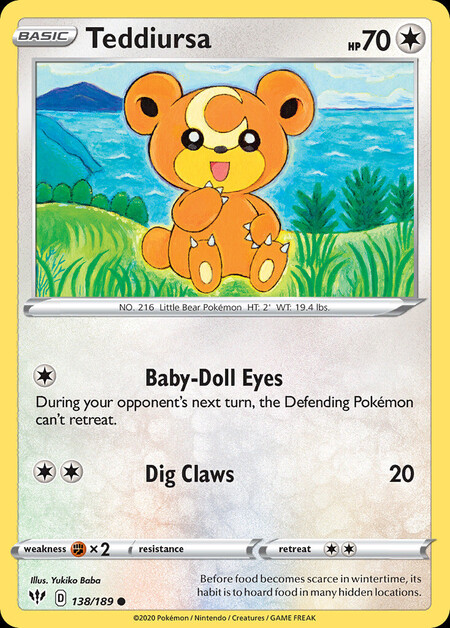 BASIC Teddiursa HP 70
NO. 216 Little Bear Pokémon HT: 2' WT: 19.4 lbs.
Baby-Doll Eyes
During your opponent's next turn, the Defending Pokémon
can't retreat.
Dig Claws 20
weakness ×2 resistance retreat
Illus. Yukiko Baba
Before food becomes scarce in wintertime, its
habit is to hoard food in many hidden locations.
D 138/189
©2020 Pokémon / Nintendo / Creatures / GAME FREAK